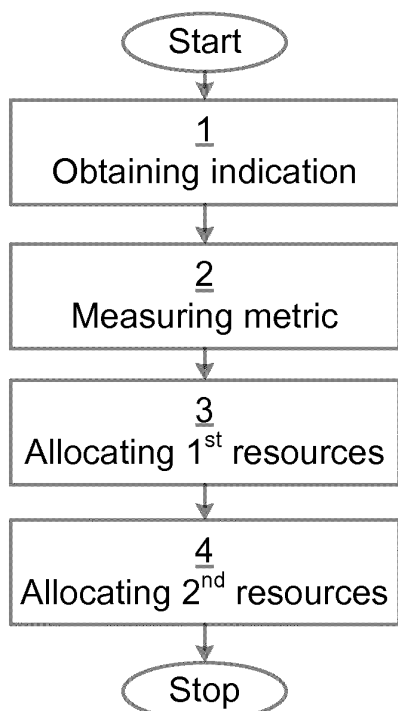 Start
1
Obtaining indication
2
Measuring metric
3
Allocating 1st resources
4
Allocating 2nd resources
Stop